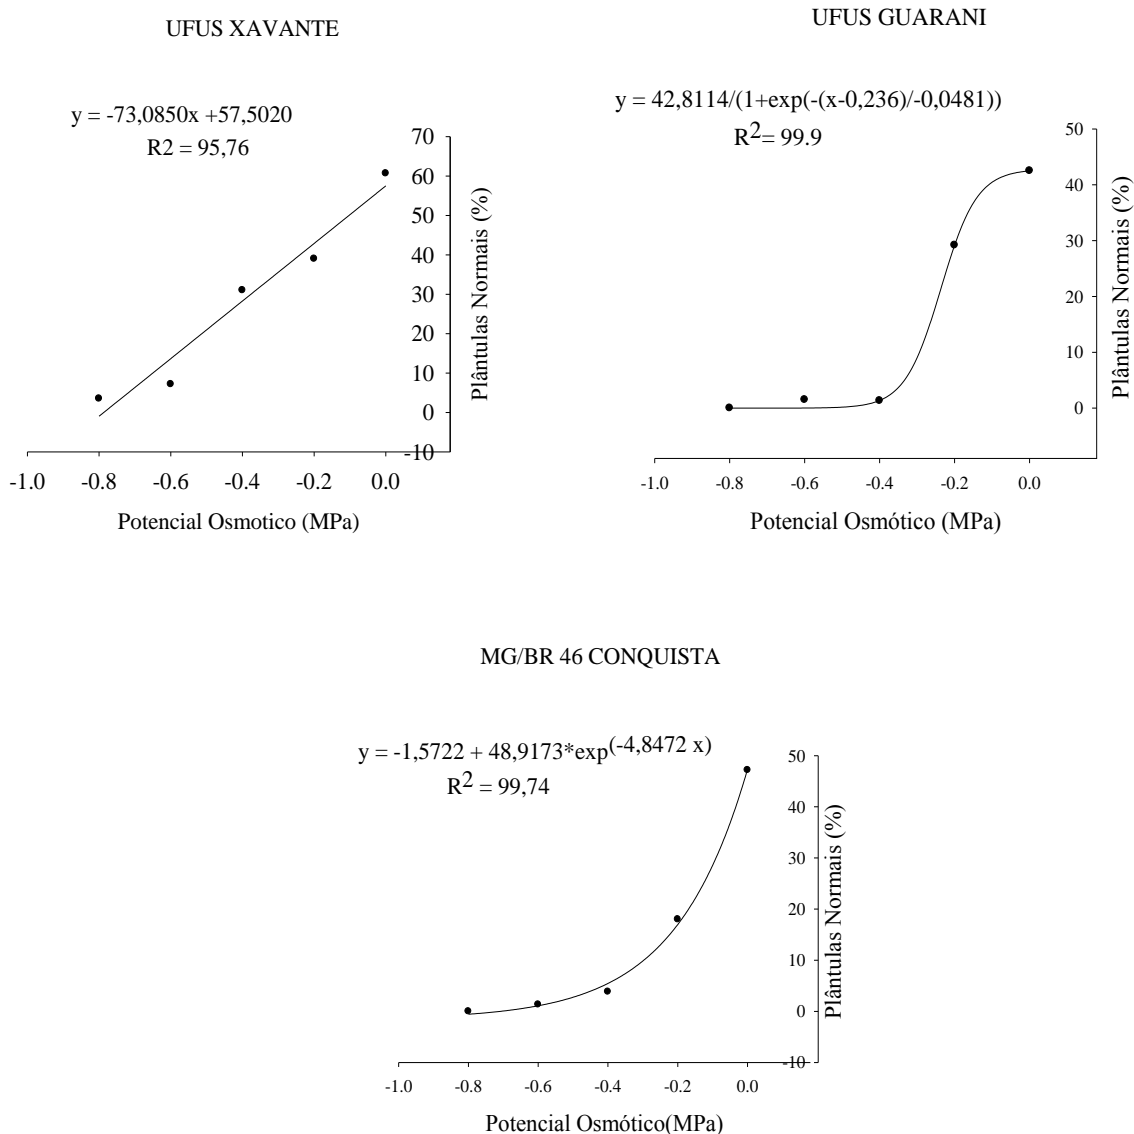 UFUS XAVANTE
y = -73,0850x +57,5020
R2 = 95,76
70
60
50
40
30
20
10
0
-10
Plântulas Normais (%)
-1.0 -0.8 -0.6 -0.4 -0.2 0.0
Potencial Osmotico (MPa)
UFUS GUARANI
y = 42,8114/(1+exp(-(x-0,236)/-0,0481))
R2= 99.9
50
40
30
20
10
0
Plântulas Normais (%)
-1.0 -0.8 -0.6 -0.4 -0.2 0.0
Potencial Osmótico (MPa)
MG/BR 46 CONQUISTA
y = -1,5722 + 48,9173*exp(-4,8472 x)
R2 = 99,74
50
40
30
20
10
0
-10
Plântulas Normais (%)
-1.0 -0.8 -0.6 -0.4 -0.2 0.0
Potencial Osmótico(MPa)